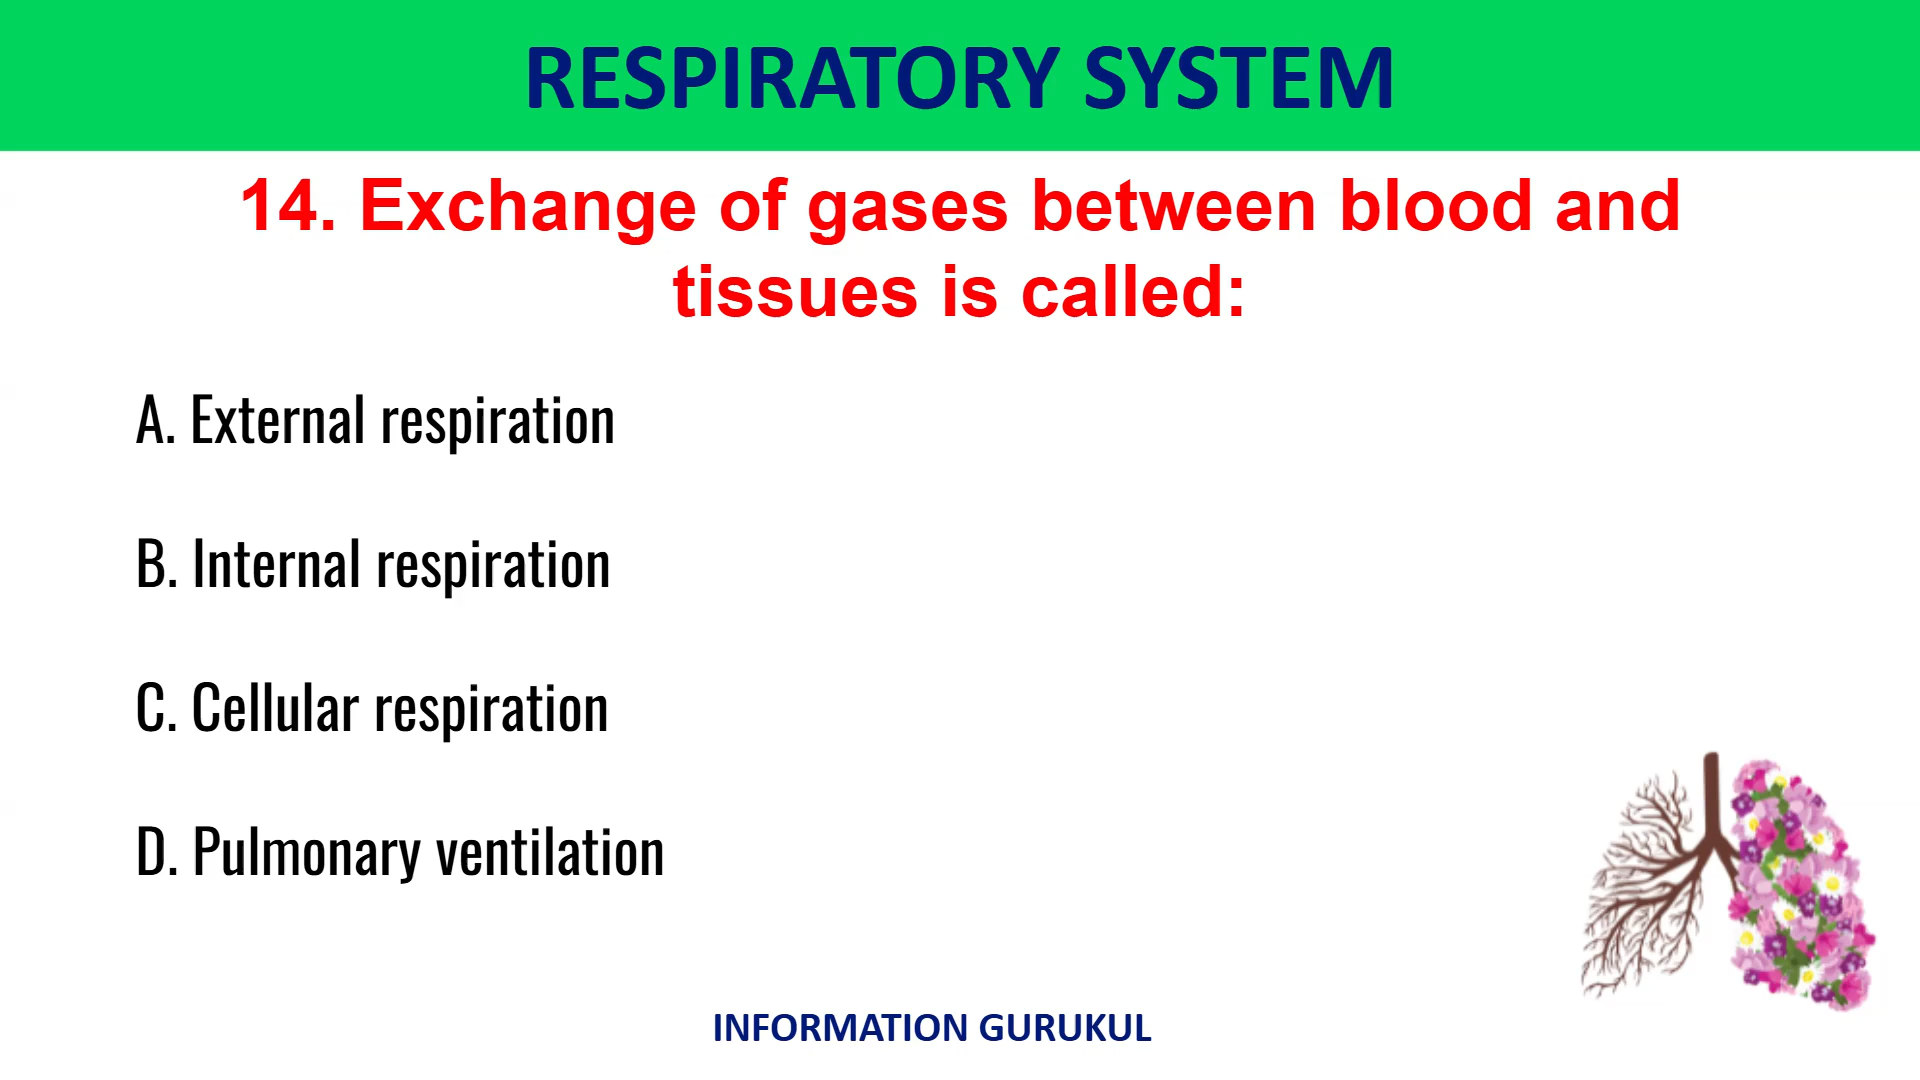 RESPIRATORY SYSTEM
14. Exchange of gases between blood and
tissues is called:
A. External respiration
B. Internal respiration
C. Cellular respiration
D. Pulmonary ventilation
INFORMATION GURUKUL